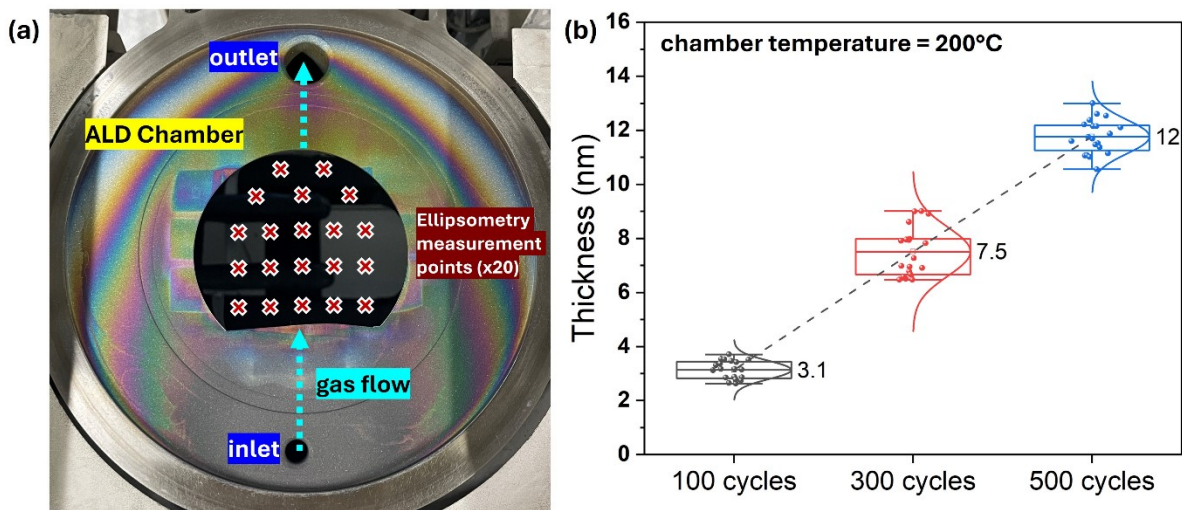 (a)
outlet
ALD Chamber
Ellipsometry
measurement
points (x20)
gas flow
inlet
(b)
chamber temperature = 200°C
Thickness (nm)
16
14
12
10
8
6
4
2
0
3.1
7.5
12
100 cycles
300 cycles
500 cycles